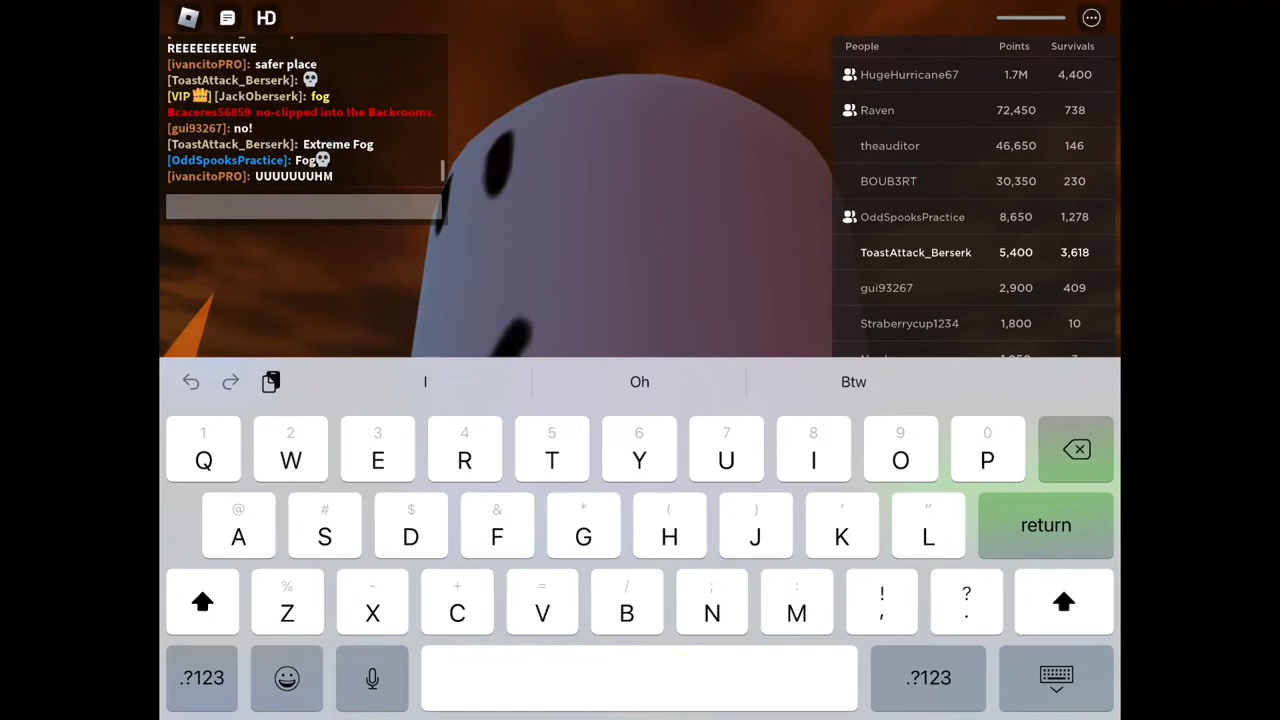 HD
REEEEEEEEEWE
[ivancitoPRO]: safer place
[ToastAttack_Berserk]: 💀
[VIP👑] [JackOberserk]: fog
Bcaceres56859 no-clipped into the Backrooms.
[gui93267]: no!
[ToastAttack_Berserk]: Extreme Fog
[OddSpooksPractice]: Fog💀
[ivancitoPRO]: UUUUUUUHM
People Points Survivals
HugeHurricane67 1.7M 4,400
Raven 72,450 738
theauditor 46,650 146
BOUB3RT 30,350 230
OddSpooksPractice 8,650 1,278
ToastAttack_Berserk 5,400 3,618
gui93267 2,900 409
Straberrycup1234 1,800 10
I Oh Btw
1 2 3 4 5 6 7 8 9 0
Q W E R T Y U I O P
@ # $ & * ( ) ' "
A S D F G H J K L return
% - + = / ; : ! ?
Z X C V B N M , .
.?123 .?123